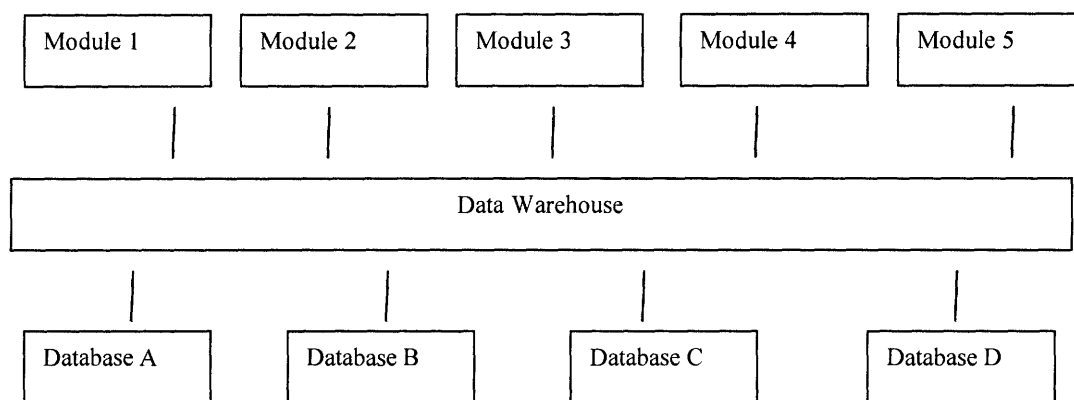 Module 1 Module 2 Module 3 Module 4 Module 5
Data Warehouse
Database A Database B Database C Database D